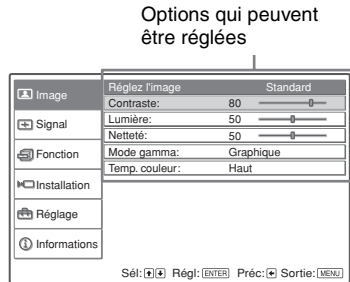 Options qui peuvent
être réglées
Image
Signal
Fonction
Installation
Réglage
Informations
Réglez l'image Standard
Contraste: 80
Lumière: 50
Netteté: 50
Mode gamma: Graphique
Temp. couleur: Haut
Sél: Régl: ENTER Préc: Sortie: MENU